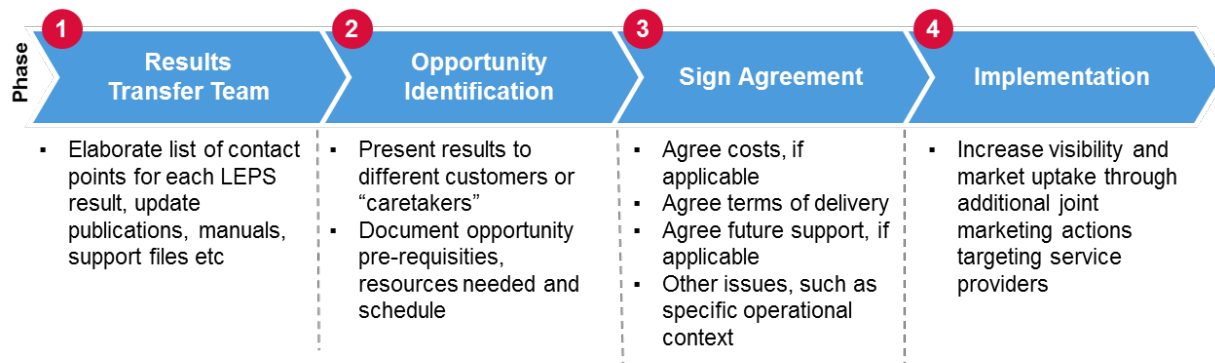 Phase
1
Results
Transfer Team
▪ Elaborate list of contact
points for each LEPS
result, update
publications, manuals,
support files etc
2
Opportunity
Identification
▪ Present results to
different customers or
“caretakers”
▪ Document opportunity
pre-requisities,
resources needed and
schedule
3
Sign Agreement
▪ Agree costs, if
applicable
▪ Agree terms of delivery
▪ Agree future support, if
applicable
▪ Other issues, such as
specific operational
context
4
Implementation
▪ Increase visibility and
market uptake through
additional joint
marketing actions
targeting service
providers